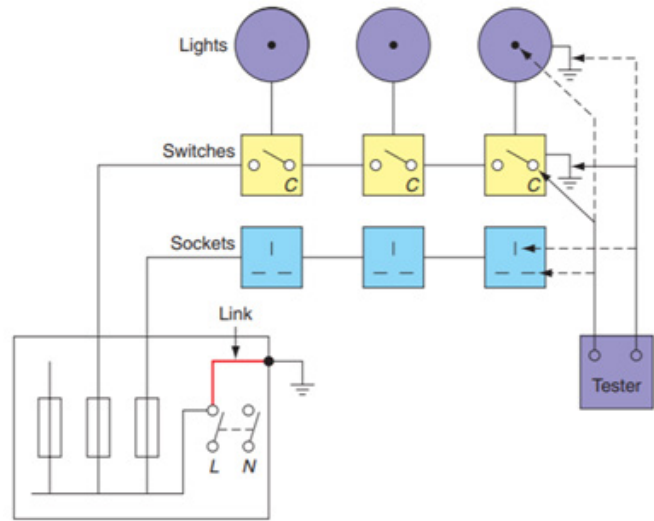 Lights
Switches
C
C
C
Sockets
Link
Tester
L
N